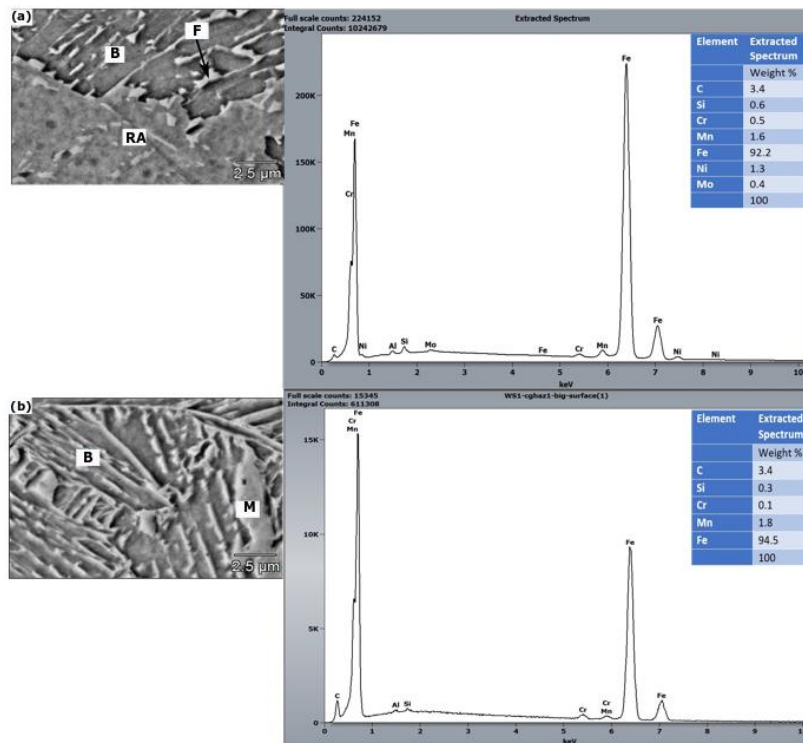 (a)
B
F
RA
2.5 µm
Full scale counts: 224152
Integral Counts: 10242679
Extracted Spectrum
200K
150K
100K
50K
0
Fe
Mn
Cr
C
Ni
Al
Si
Mo
Fe
Cr
Mn
Fe
Fe
Ni
Ni
0 1 2 3 4 5 6 7 8 9 10
keV
Element Extracted Spectrum
Weight %
C 3.4
Si 0.6
Cr 0.5
Mn 1.6
Fe 92.2
Ni 1.3
Mo 0.4
100
(b)
B
M
2.5 µm
Full scale counts: 15345
Integral Counts: 611308
WS1-cghaz1-big-surface(1)
15K
10K
5K
0
Fe
Cr
Mn
C
Al
Si
Cr
Cr
Mn
Fe
Fe
0 1 2 3 4 5 6 7 8 9 10
keV
Element Extracted Spectrum
Weight %
C 3.4
Si 0.3
Cr 0.1
Mn 1.8
Fe 94.5
100